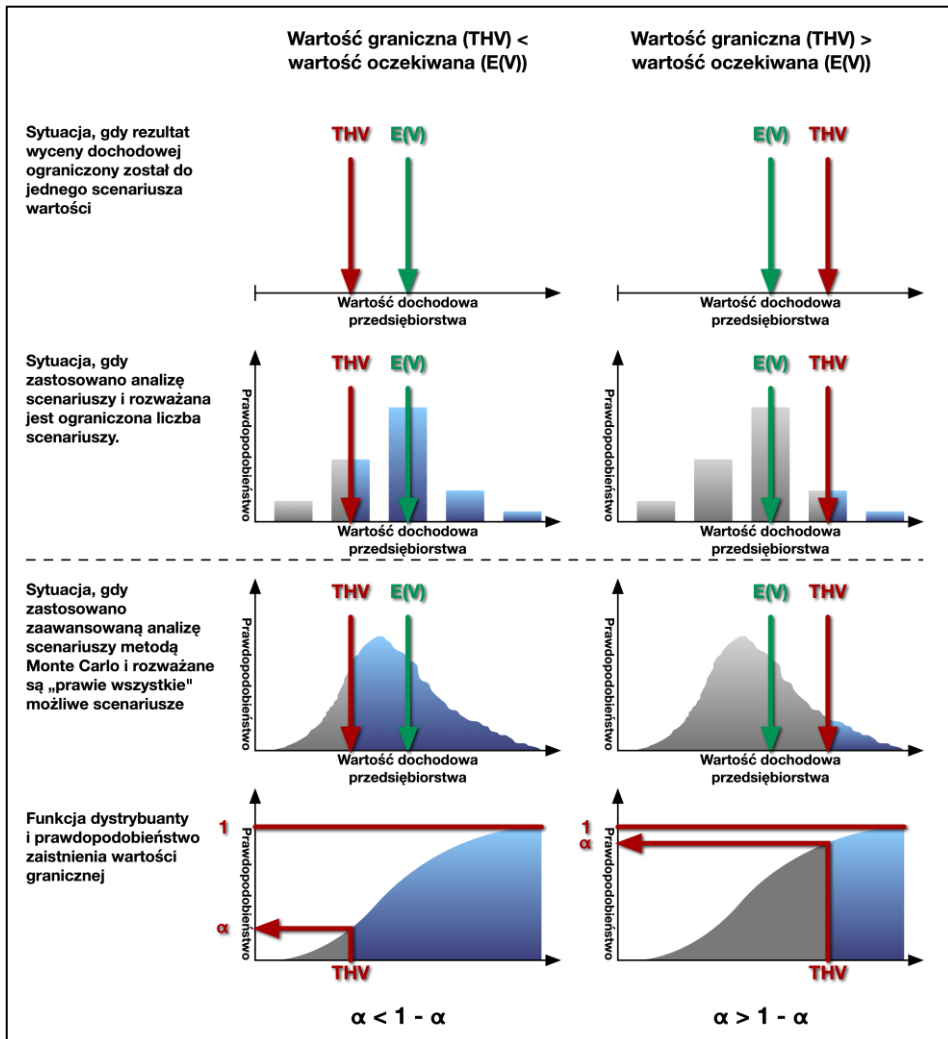 Wartość graniczna (THV) <
wartość oczekiwana (E(V))
Wartość graniczna (THV) >
wartość oczekiwana (E(V))
Sytuacja, gdy rezultat
wyceny dochodowej
ograniczony został do
jednego scenariusza
wartości
THV
E(V)
Wartość dochodowa
przedsiębiorstwa
E(V)
THV
Wartość dochodowa
przedsiębiorstwa
Sytuacja, gdy
zastosowano analizę
scenariuszy i rozważana
jest ograniczona liczba
scenariuszy.
Prawdopodobieństwo
THV
E(V)
Wartość dochodowa
przedsiębiorstwa
Prawdopodobieństwo
E(V)
THV
Wartość dochodowa
przedsiębiorstwa
Sytuacja, gdy
zastosowano
zaawansowaną analizę
scenariuszy metodą
Monte Carlo i rozważane
są „prawie wszystkie"
możliwe scenariusze
Prawdopodobieństwo
THV
E(V)
Wartość dochodowa
przedsiębiorstwa
Prawdopodobieństwo
E(V)
THV
Wartość dochodowa
przedsiębiorstwa
Funkcja dystrybuanty
i prawdopodobieństwo
zaistnienia wartości
granicznej
Prawdopodobieństwo
1
α
THV
Prawdopodobieństwo
1
α
THV
α < 1 - α
α > 1 - α